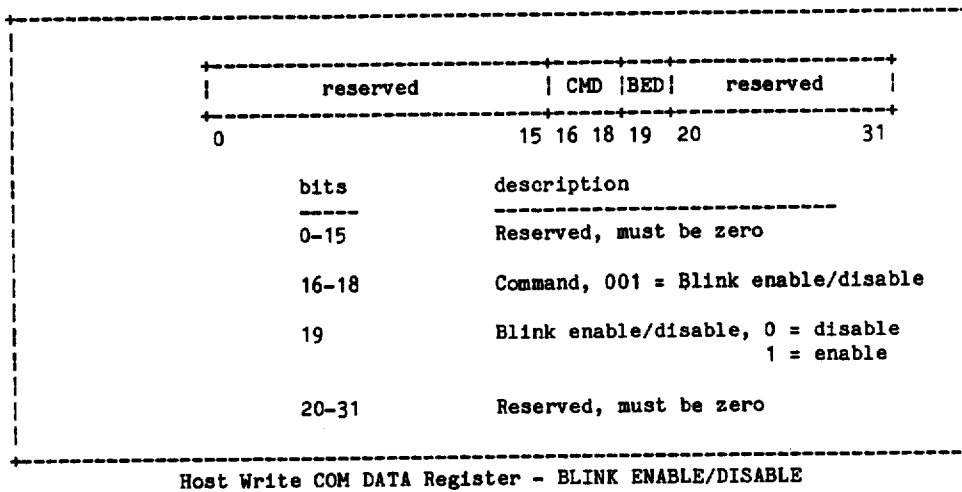 reserved | CMD |BED| reserved
0 15 16 18 19 20 31
bits description
0-15 Reserved, must be zero
16-18 Command, 001 = Blink enable/disable
19 Blink enable/disable, 0 = disable
1 = enable
20-31 Reserved, must be zero
Host Write COM DATA Register - BLINK ENABLE/DISABLE